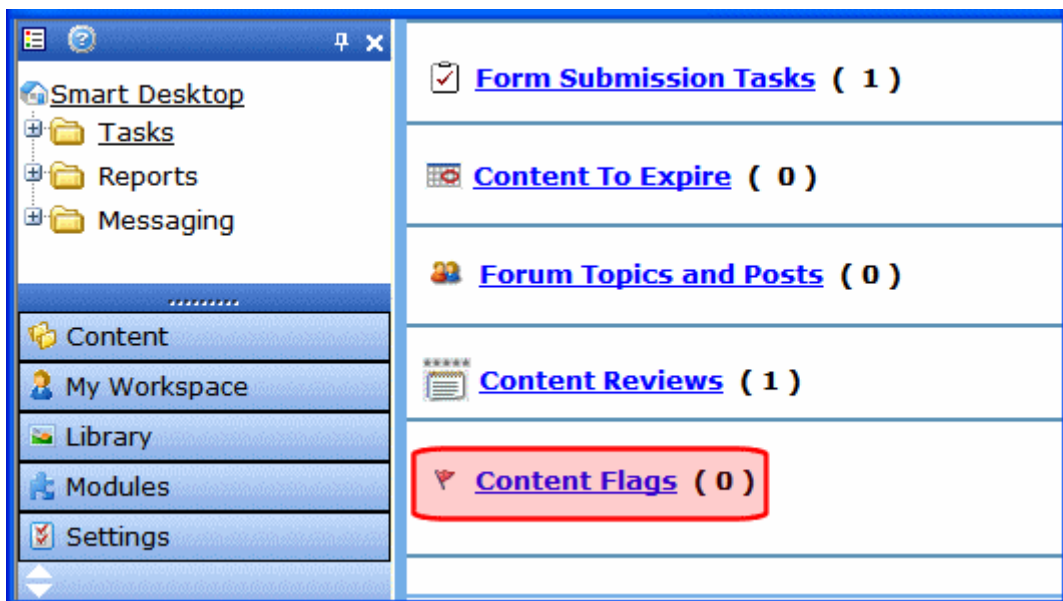 Smart Desktop
Tasks
Reports
Messaging
Content
My Workspace
Library
Modules
Settings
Form Submission Tasks ( 1 )
Content To Expire ( 0 )
Forum Topics and Posts ( 0 )
Content Reviews ( 1 )
Content Flags ( 0 )